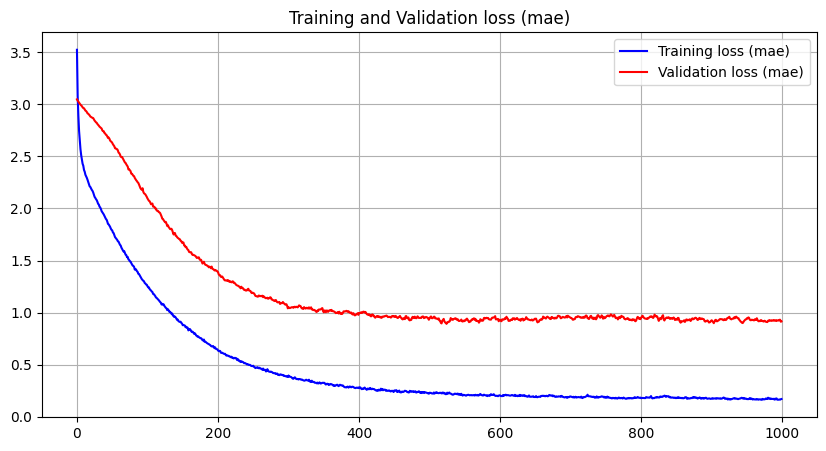 Training and Validation loss (mae)
Training loss (mae)
Validation loss (mae)
3.5
3.0
2.5
2.0
1.5
1.0
0.5
0.0
0 200 400 600 800 1000